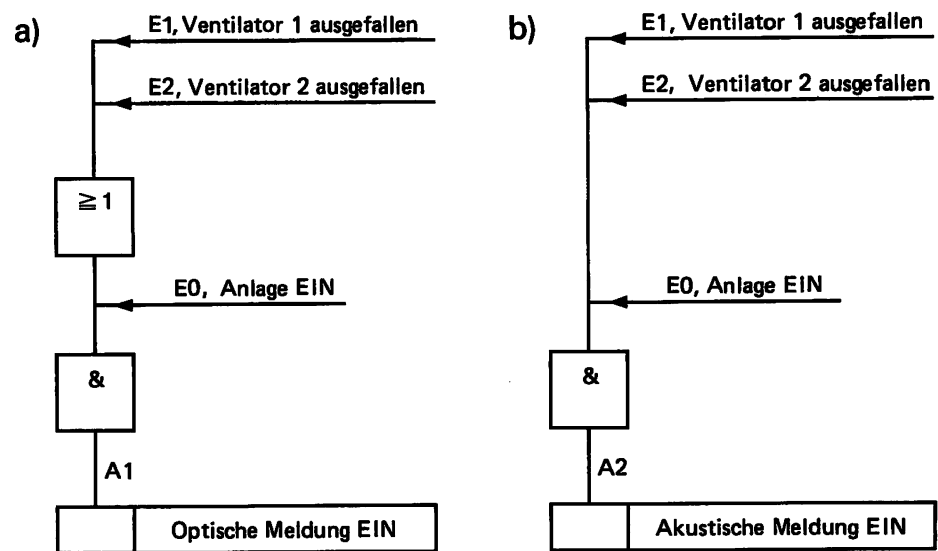 a)
E1, Ventilator 1 ausgefallen
E2, Ventilator 2 ausgefallen
≧ 1
E0, Anlage EIN
&
A1
Optische Meldung EIN
b)
E1, Ventilator 1 ausgefallen
E2, Ventilator 2 ausgefallen
E0, Anlage EIN
&
A2
Akustische Meldung EIN